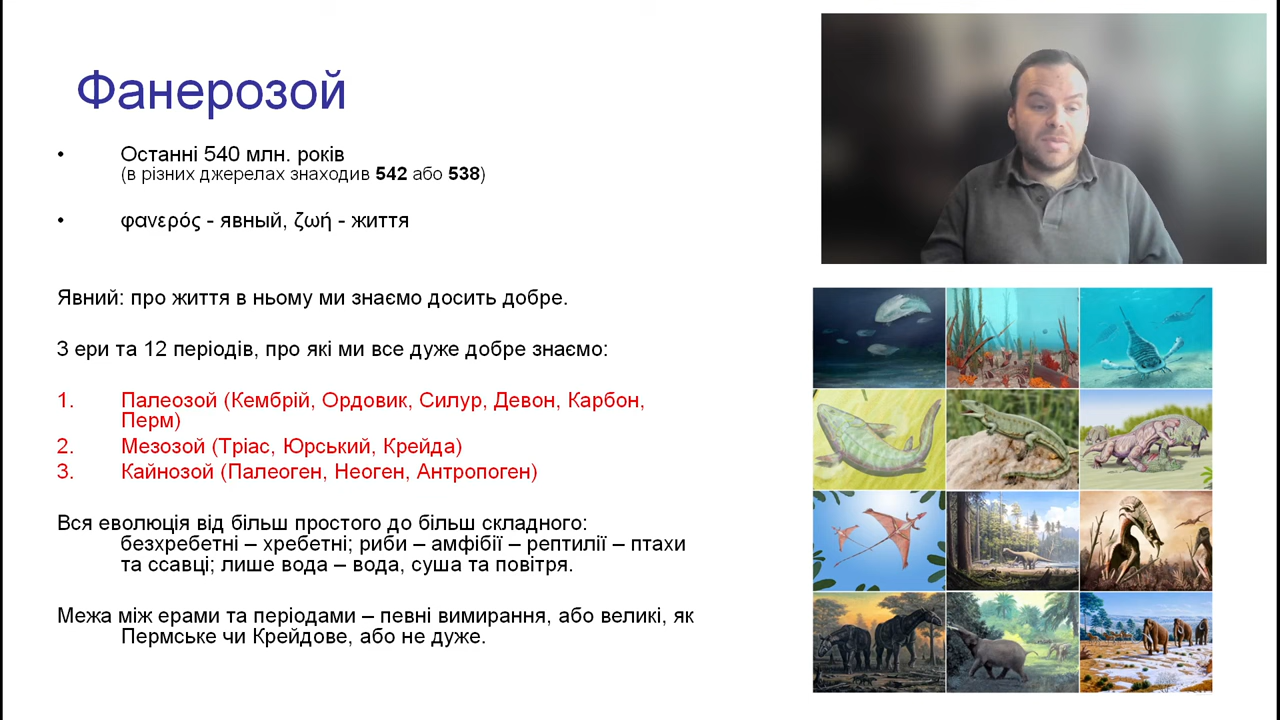 Фанерозой
• Останні 540 млн. років
(в різних джерелах знаходив 542 або 538)
• φανερός - явный, ζωή - життя
Явний: про життя в ньому ми знаємо досить добре.
3 ери та 12 періодів, про які ми все дуже добре знаємо:
1. Палеозой (Кембрій, Ордовик, Силур, Девон, Карбон,
Перм)
2. Мезозой (Тріас, Юрський, Крейда)
3. Кайнозой (Палеоген, Неоген, Антропоген)
Вся еволюція від більш простого до більш складного:
безхребетні – хребетні; риби – амфібії – рептилії – птахи
та ссавці; лише вода – вода, суша та повітря.
Межа між ерами та періодами – певні вимирання, або великі, як
Пермське чи Крейдове, або не дуже.